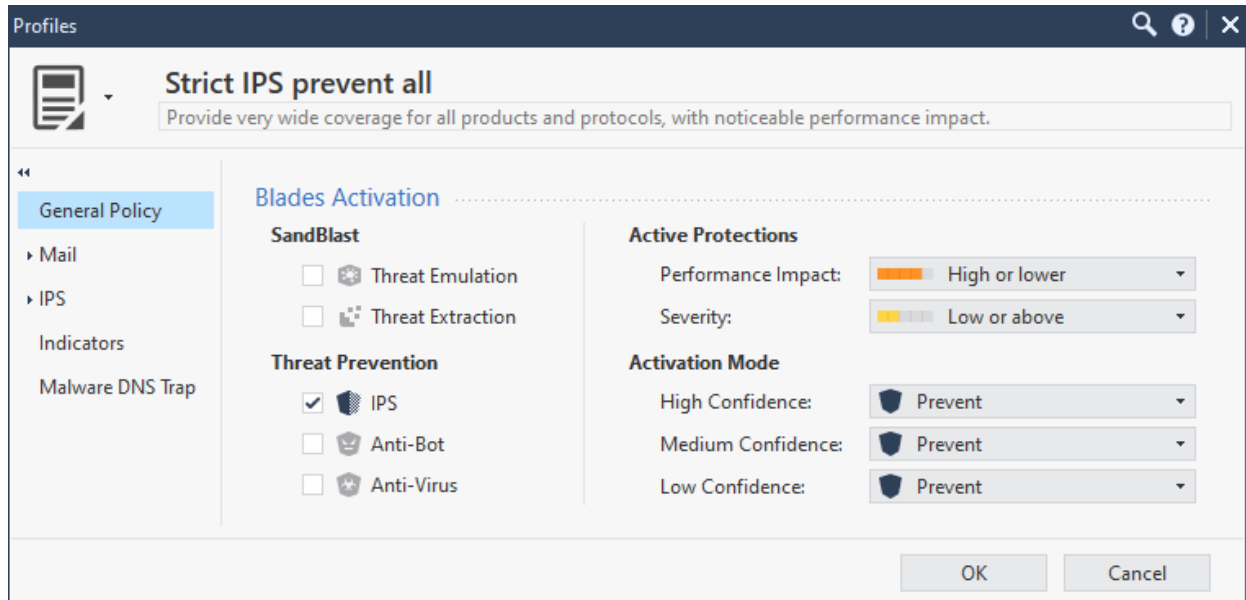 Profiles
Strict IPS prevent all
Provide very wide coverage for all products and protocols, with noticeable performance impact.
General Policy
Mail
IPS
Indicators
Malware DNS Trap
Blades Activation
SandBlast
Threat Emulation
Threat Extraction
Threat Prevention
IPS
Anti-Bot
Anti-Virus
Active Protections
Performance Impact: High or lower
Severity: Low or above
Activation Mode
High Confidence: Prevent
Medium Confidence: Prevent
Low Confidence: Prevent
OK Cancel